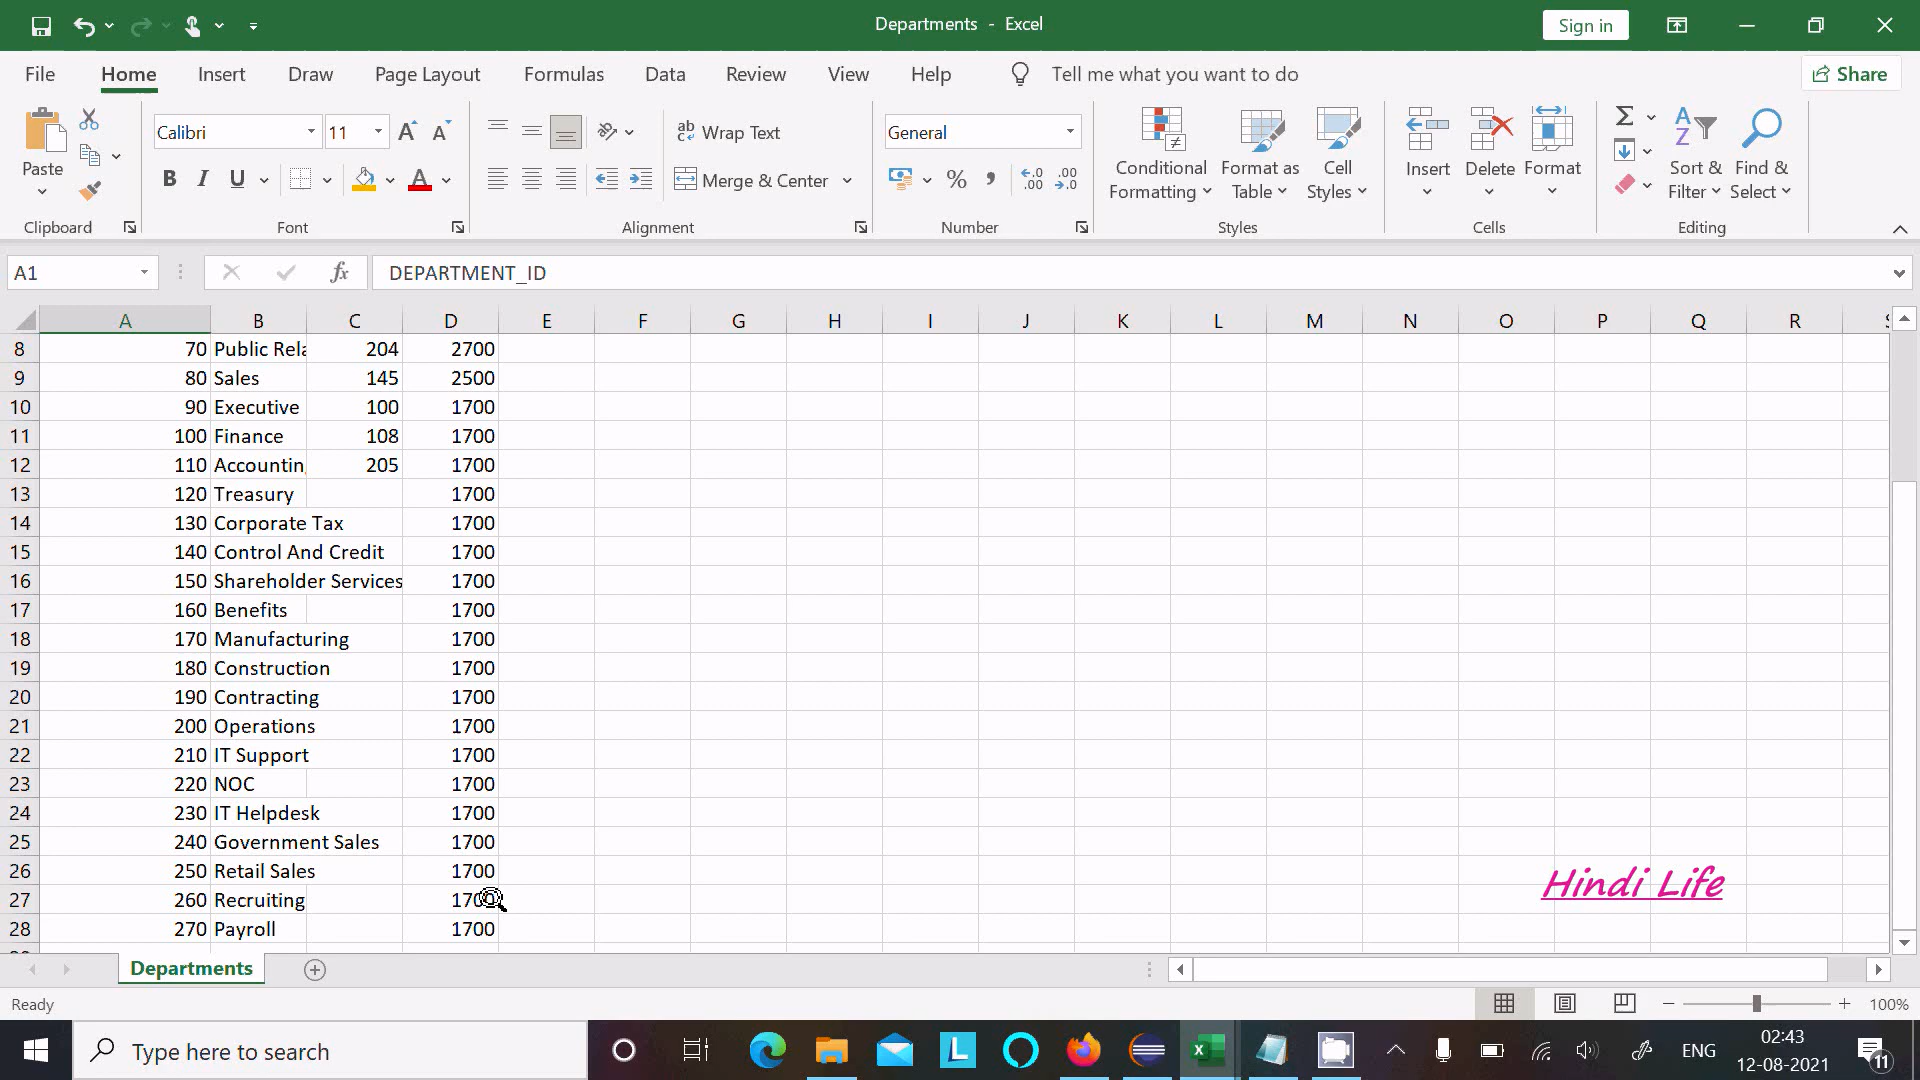 Departments - Excel
Sign in
File Home Insert Draw Page Layout Formulas Data Review View Help Tell me what you want to do Share
Paste
Calibri 11
Wrap Text
Merge & Center
General
Conditional Formatting
Format as Table
Cell Styles
Insert Delete Format
Sort & Filter
Find & Select
Clipboard Font Alignment Number Styles Cells Editing
A1 fx DEPARTMENT_ID
A B C D E F G H I J K L M N O P Q R
8 70 Public Rela 204 2700
9 80 Sales 145 2500
10 90 Executive 100 1700
11 100 Finance 108 1700
12 110 Accountin 205 1700
13 120 Treasury 1700
14 130 Corporate Tax 1700
15 140 Control And Credit 1700
16 150 Shareholder Services 1700
17 160 Benefits 1700
18 170 Manufacturing 1700
19 180 Construction 1700
20 190 Contracting 1700
21 200 Operations 1700
22 210 IT Support 1700
23 220 NOC 1700
24 230 IT Helpdesk 1700
25 240 Government Sales 1700
26 250 Retail Sales 1700
27 260 Recruiting 1700
28 270 Payroll 1700
Hindi Life
Departments
Ready 100%
Type here to search
ENG
02:43
12-08-2021
11